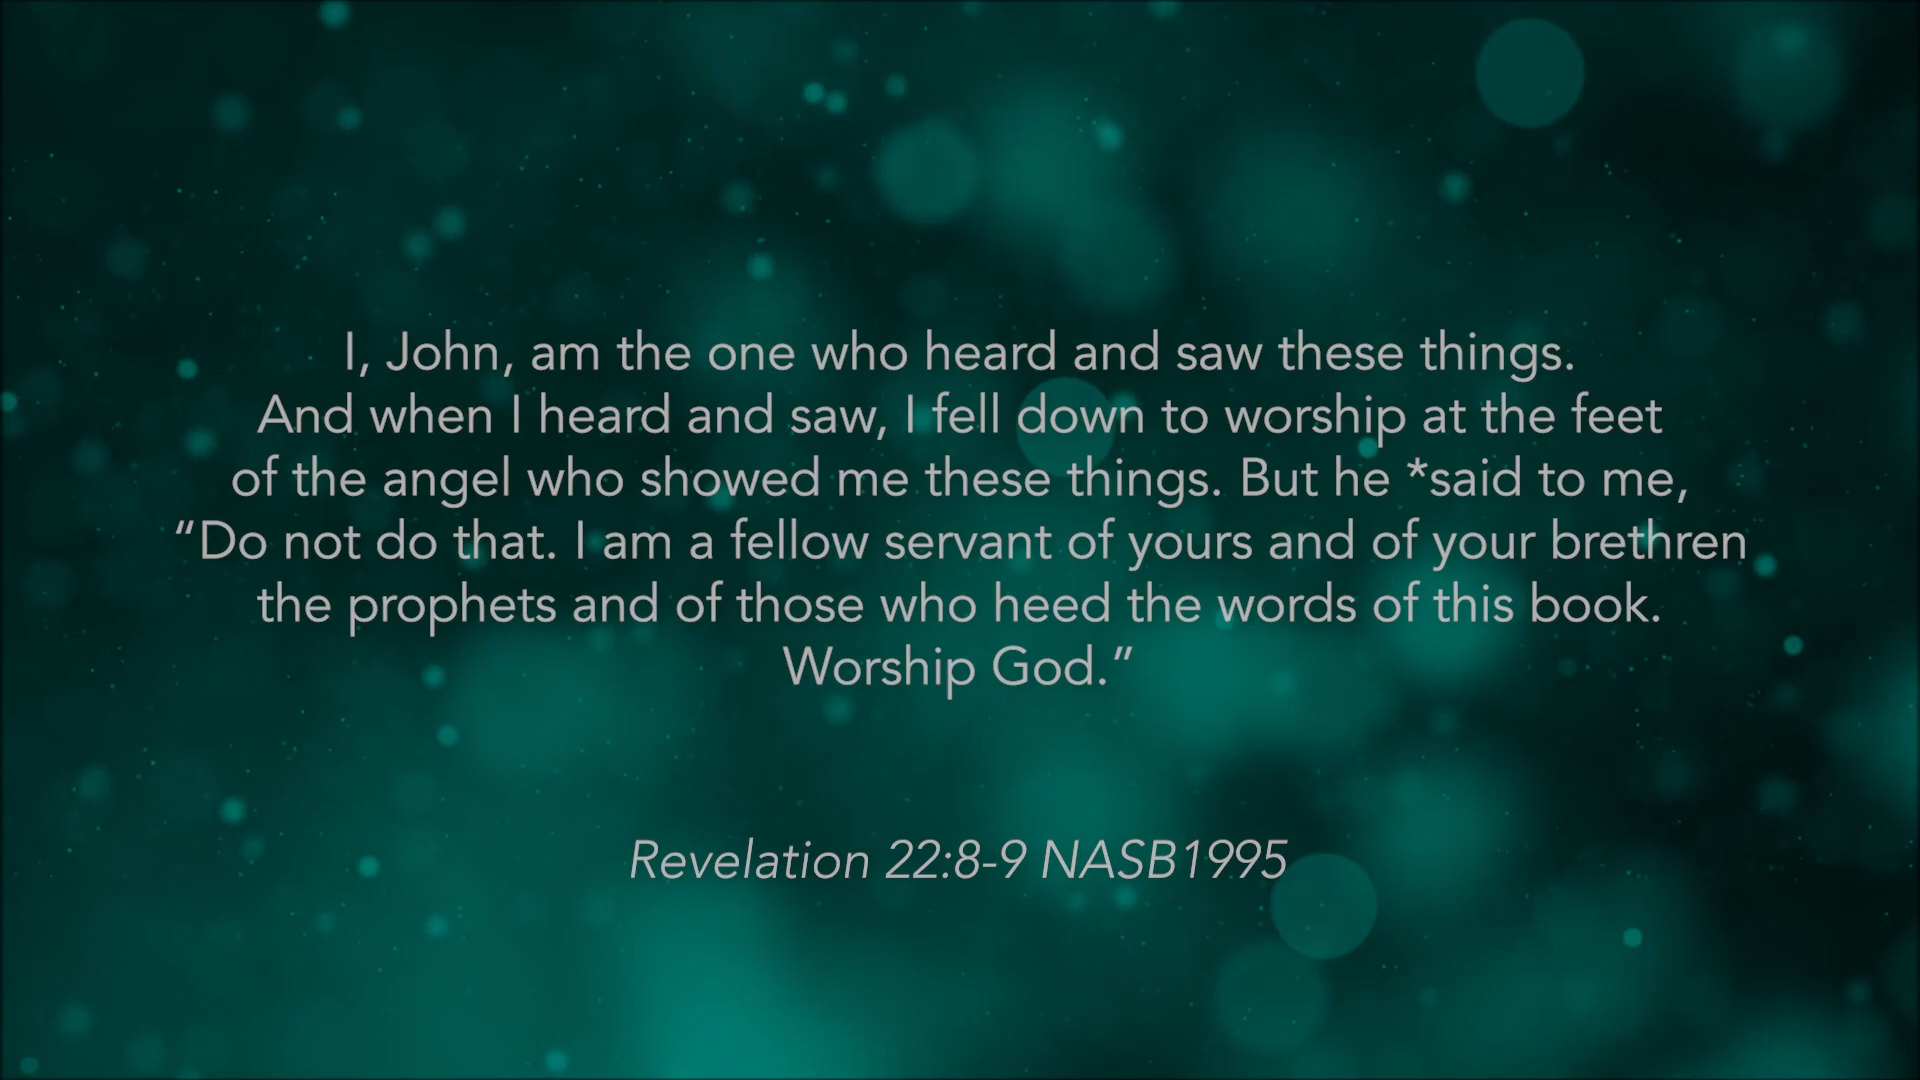 I, John, am the one who heard and saw these things.
And when I heard and saw, I fell down to worship at the feet
of the angel who showed me these things. But he *said to me,
“Do not do that. I am a fellow servant of yours and of your brethren
the prophets and of those who heed the words of this book.
Worship God.”
Revelation 22:8-9 NASB1995